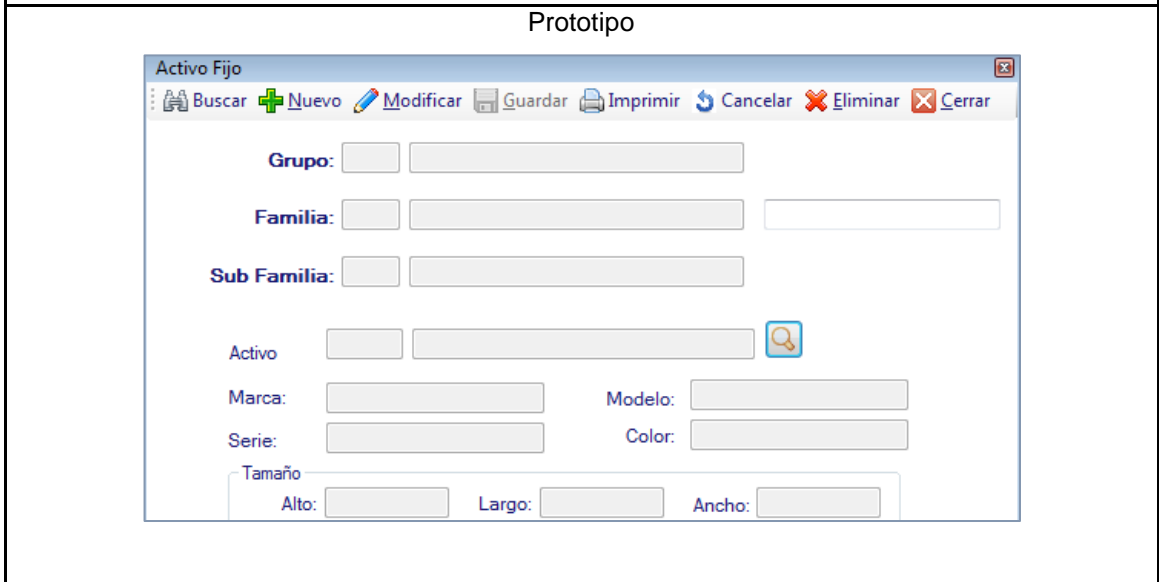 Prototipo
Activo Fijo
Buscar Nuevo Modificar Guardar Imprimir Cancelar Eliminar Cerrar
Grupo:
Familia:
Sub Familia:
Activo
Marca: Modelo:
Serie: Color:
Tamaño
Alto: Largo: Ancho: